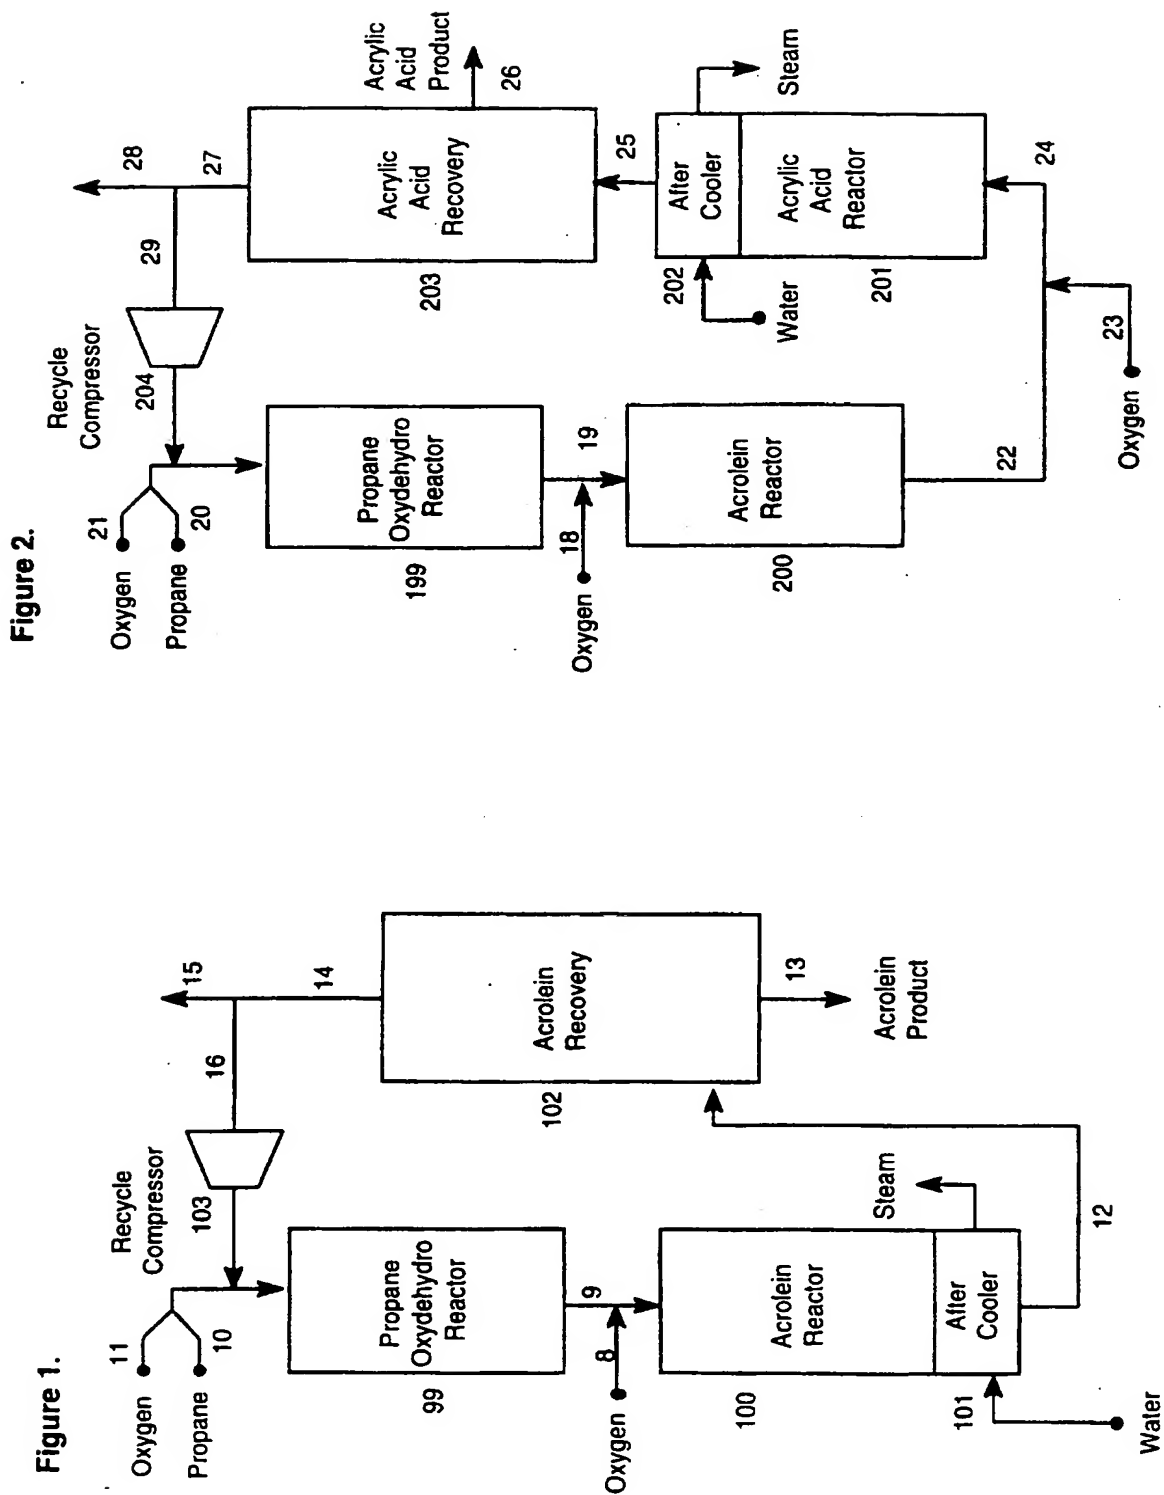 Figure 1.
Oxygen
11
Propane
10
Recycle
Compressor
103
16
15
14
Propane
Oxydehydro
Reactor
99
Oxygen
8
9
Acrolein
Reactor
100
After
Cooler
101
Water
Steam
12
Acrolein
Recovery
102
13
Acrolein
Product
Figure 2.
Oxygen
21
Propane
20
Recycle
Compressor
204
29
28
27
Propane
Oxydehydro
Reactor
199
Oxygen
18
19
Acrolein
Reactor
200
22
Oxygen
23
24
Acrylic
Acid
Reactor
201
After
Cooler
202
Water
Steam
25
Acrylic
Acid
Recovery
203
26
Acrylic
Acid
Product